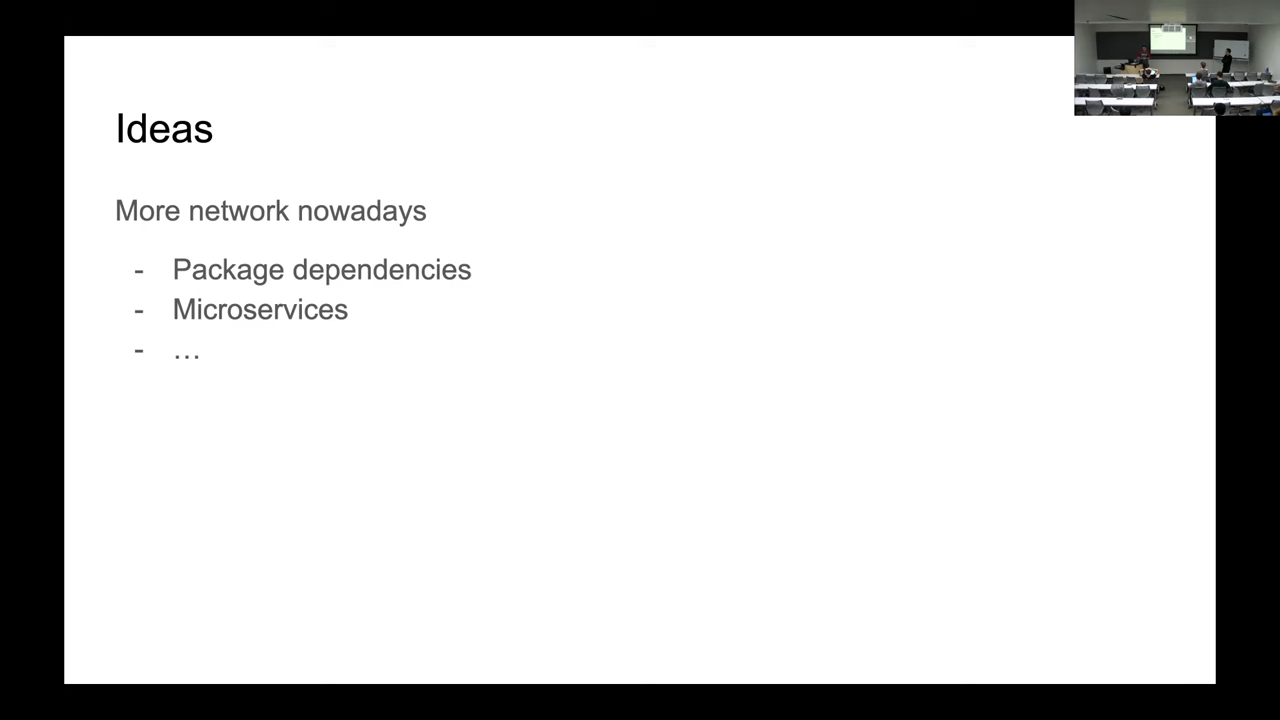 Ideas
More network nowadays
- Package dependencies
- Microservices
- …